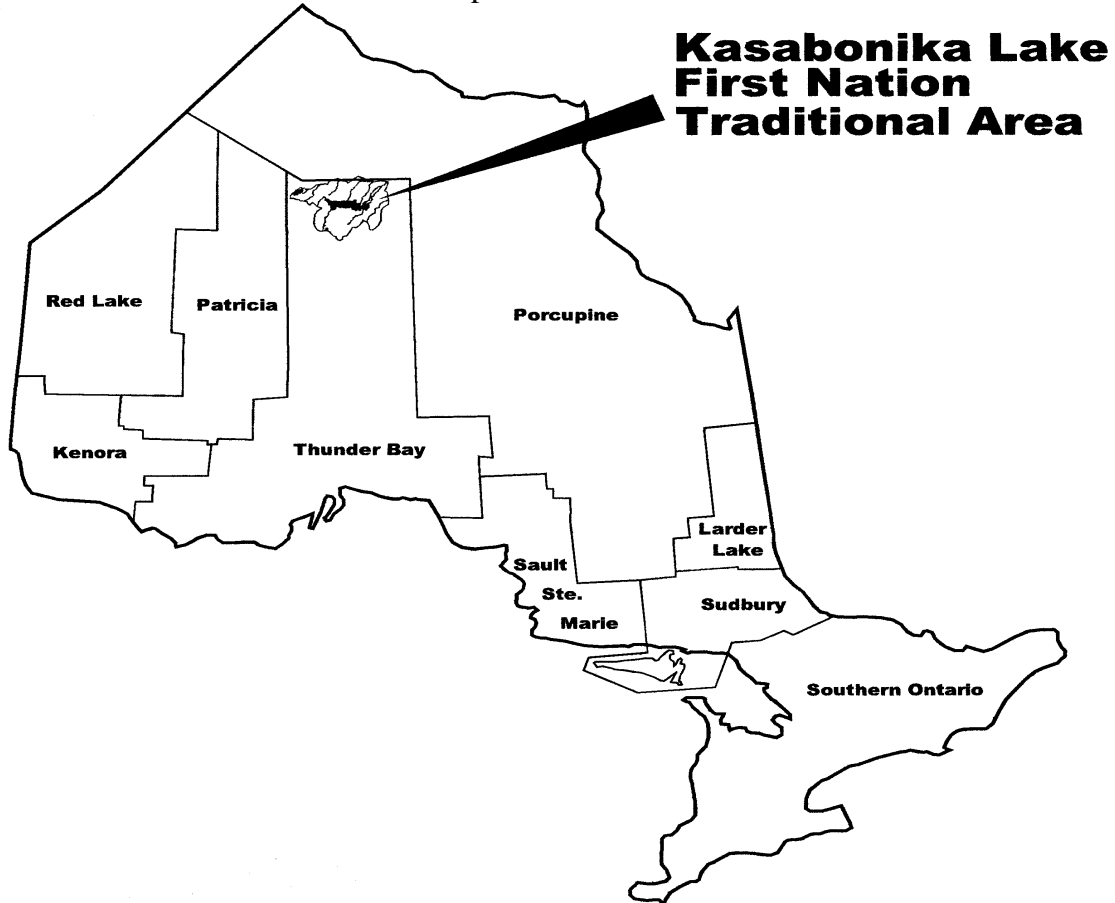 Kasabonika Lake
First Nation
Traditional Area
Red Lake
Patricia
Porcupine
Kenora
Thunder Bay
Larder
Lake
Sault
Ste.
Marie
Sudbury
Southern Ontario